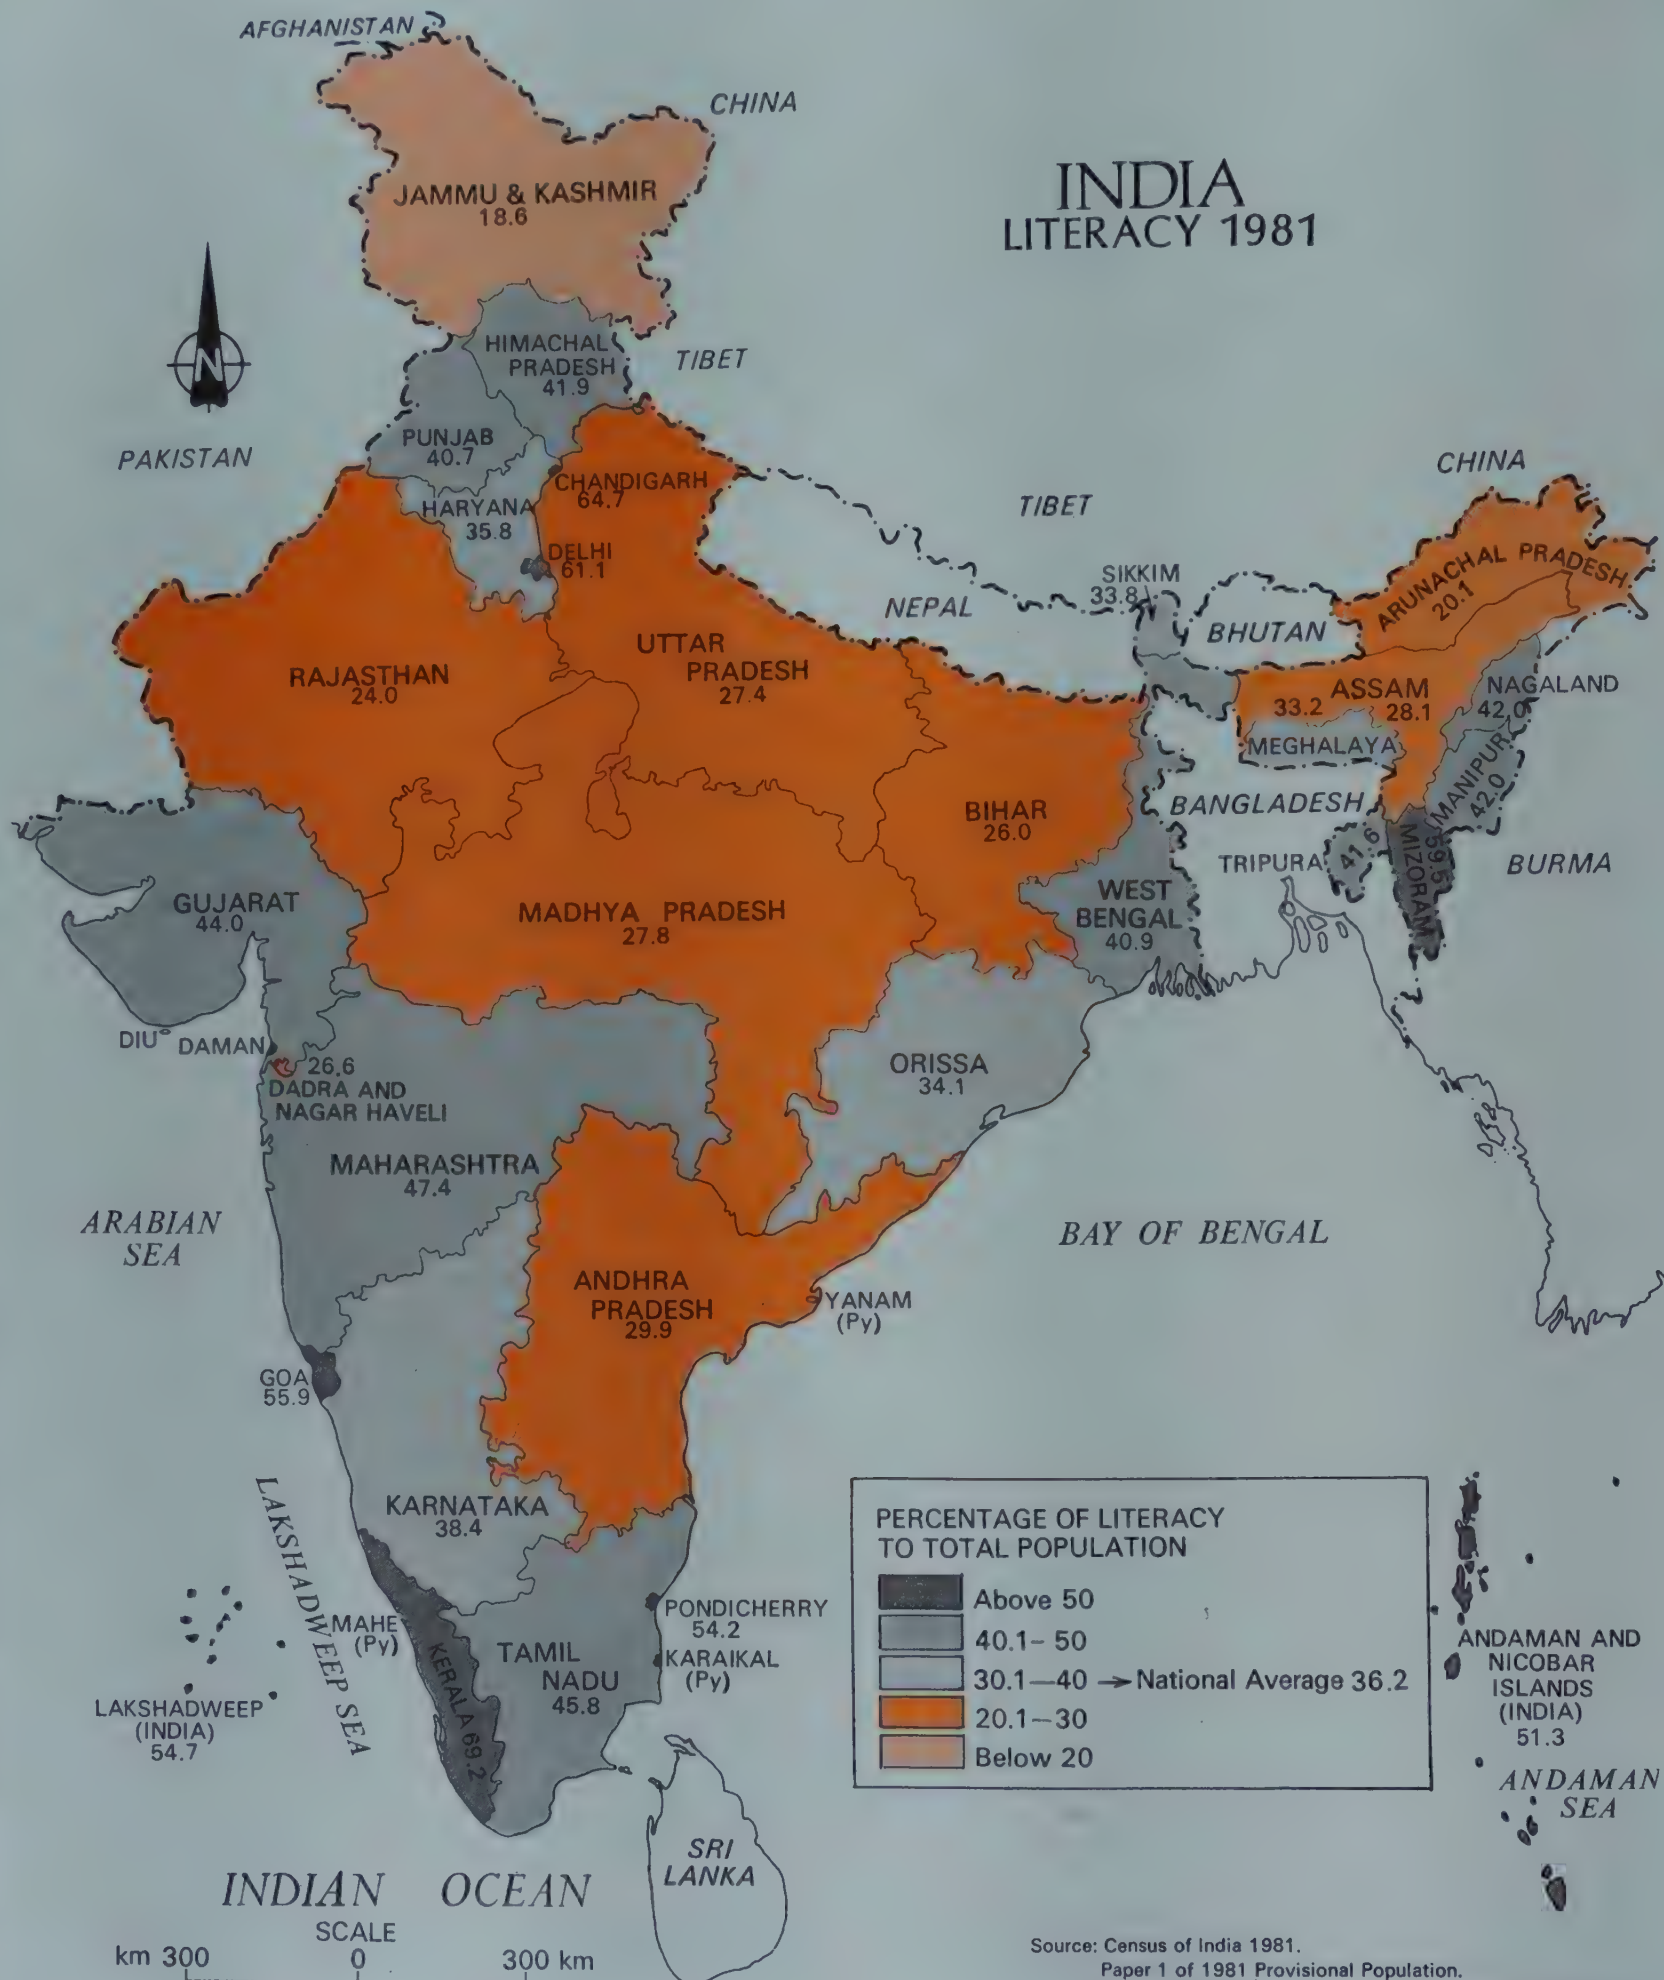 AFGHANISTAN
CHINA
INDIA
LITERACY 1981
JAMMU & KASHMIR
18.6
N
HIMACHAL
PRADESH
41.9
TIBET
PAKISTAN
PUNJAB
40.7
CHANDIGARH
64.7
HARYANA
35.8
DELHI
61.1
TIBET
CHINA
ARUNACHAL PRADESH
20.1
SIKKIM
33.8
NEPAL
BHUTAN
RAJASTHAN
24.0
UTTAR
PRADESH
27.4
ASSAM
28.1
33.2
MEGHALAYA
NAGALAND
42.0
MANIPUR
42.0
BANGLADESH
BIHAR
26.0
TRIPURA
41.6
MIZORAM
59.5
BURMA
GUJARAT
44.0
MADHYA PRADESH
27.8
WEST
BENGAL
40.9
DIU
DAMAN
26.6
DADRA AND
NAGAR HAVELI
ORISSA
34.1
MAHARASHTRA
47.4
ARABIAN
SEA
BAY OF BENGAL
ANDHRA
PRADESH
29.9
YANAM
(Py)
GOA
55.9
KARNATAKA
38.4
LAKSHADWEEP SEA
MAHE
(Py)
KERALA 69.2
TAMIL
NADU
45.8
PONDICHERRY
54.2
KARAIKAL
(Py)
LAKSHADWEEP
(INDIA)
54.7
PERCENTAGE OF LITERACY
TO TOTAL POPULATION
Above 50
40.1–50
30.1—40 → National Average 36.2
20.1—30
Below 20
ANDAMAN AND
NICOBAR
ISLANDS
(INDIA)
51.3
ANDAMAN
SEA
SRI
LANKA
INDIAN OCEAN
SCALE
km 300 0 300 km
Source: Census of India 1981.
Paper 1 of 1981 Provisional Population.